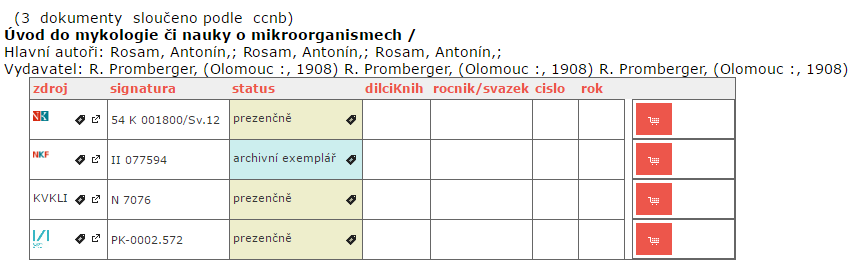 (3 dokumenty sloučeno podle ccnb)
Úvod do mykologie či nauky o mikroorganismech /
Hlavní autoři: Rosam, Antonín,; Rosam, Antonín,; Rosam, Antonín,;
Vydavatel: R. Promberger, (Olomouc :, 1908) R. Promberger, (Olomouc :, 1908) R. Promberger, (Olomouc :, 1908)
zdroj signatura status dilciKnih rocnik/svazek cislo rok
NK 54 K 001800/Sv.12 prezenčně
NKF II 077594 archivní exemplář
KVKLI N 7076 prezenčně
PK-0002.572 prezenčně